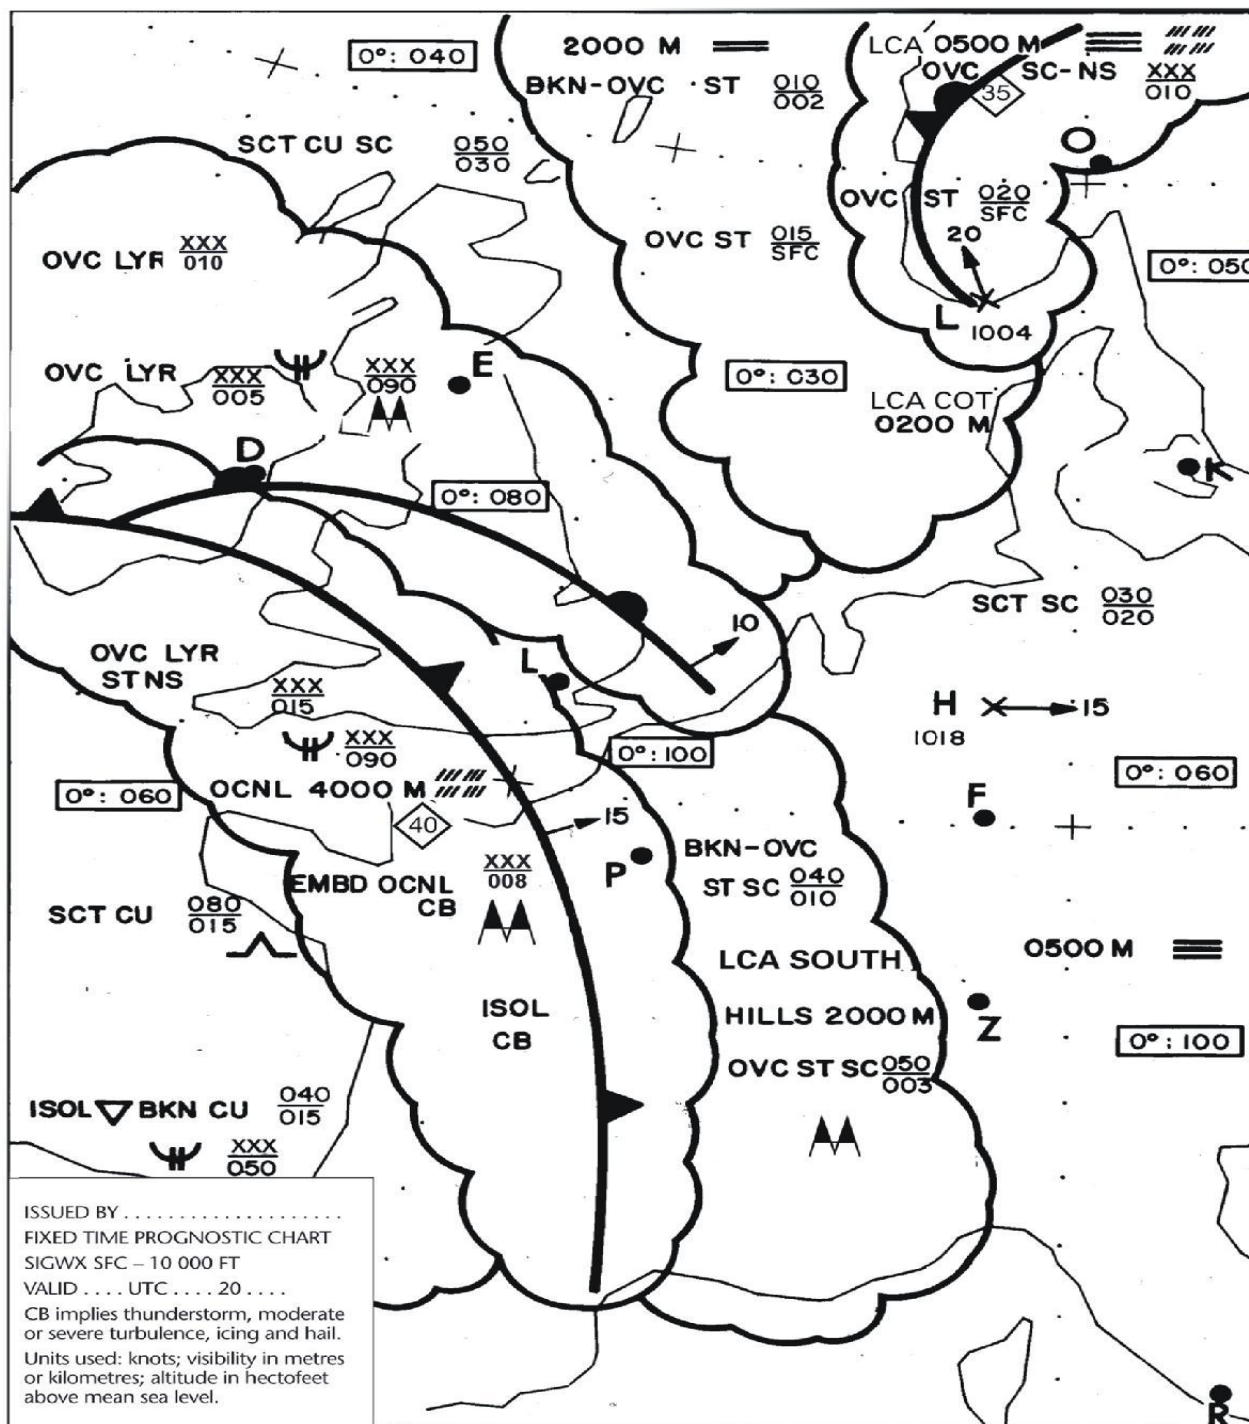 0°: 040
2000 M
BKN-OVC · ST 010
002
LCA 0500 M
OVC SC-NS XXX
010
35
SCT CU SC 050
030
O
OVC ST 020
SFC
OVC LYR XXX
010
OVC ST 015
SFC
20
0°: 050
L 1004
OVC LYR XXX
005
XXX
090
E
0°: 030
LCA COT
0200 M
D
K
0°: 080
SCT SC 030
020
10
OVC LYR
ST NS
XXX
015
L
H
1018
15
XXX
090
0°: 100
0°: 060
0°: 060
OCNL 4000 M
40
15
F
P
BKN-OVC
ST SC 040
010
EMBD OCNL
CB
XXX
008
SCT CU 080
015
LCA SOUTH
HILLS 2000 M
0500 M
Z
ISOL
CB
0°: 100
OVC ST SC 050
003
ISOL BKN CU 040
015
XXX
050
ISSUED BY . . . . . . . . . . . . . . . . . . . .
FIXED TIME PROGNOSTIC CHART
SIGWX SFC – 10 000 FT
VALID . . . . UTC . . . . 20 . . . .
CB implies thunderstorm, moderate
or severe turbulence, icing and hail.
Units used: knots; visibility in metres
or kilometres; altitude in hectofeet
above mean sea level.
R